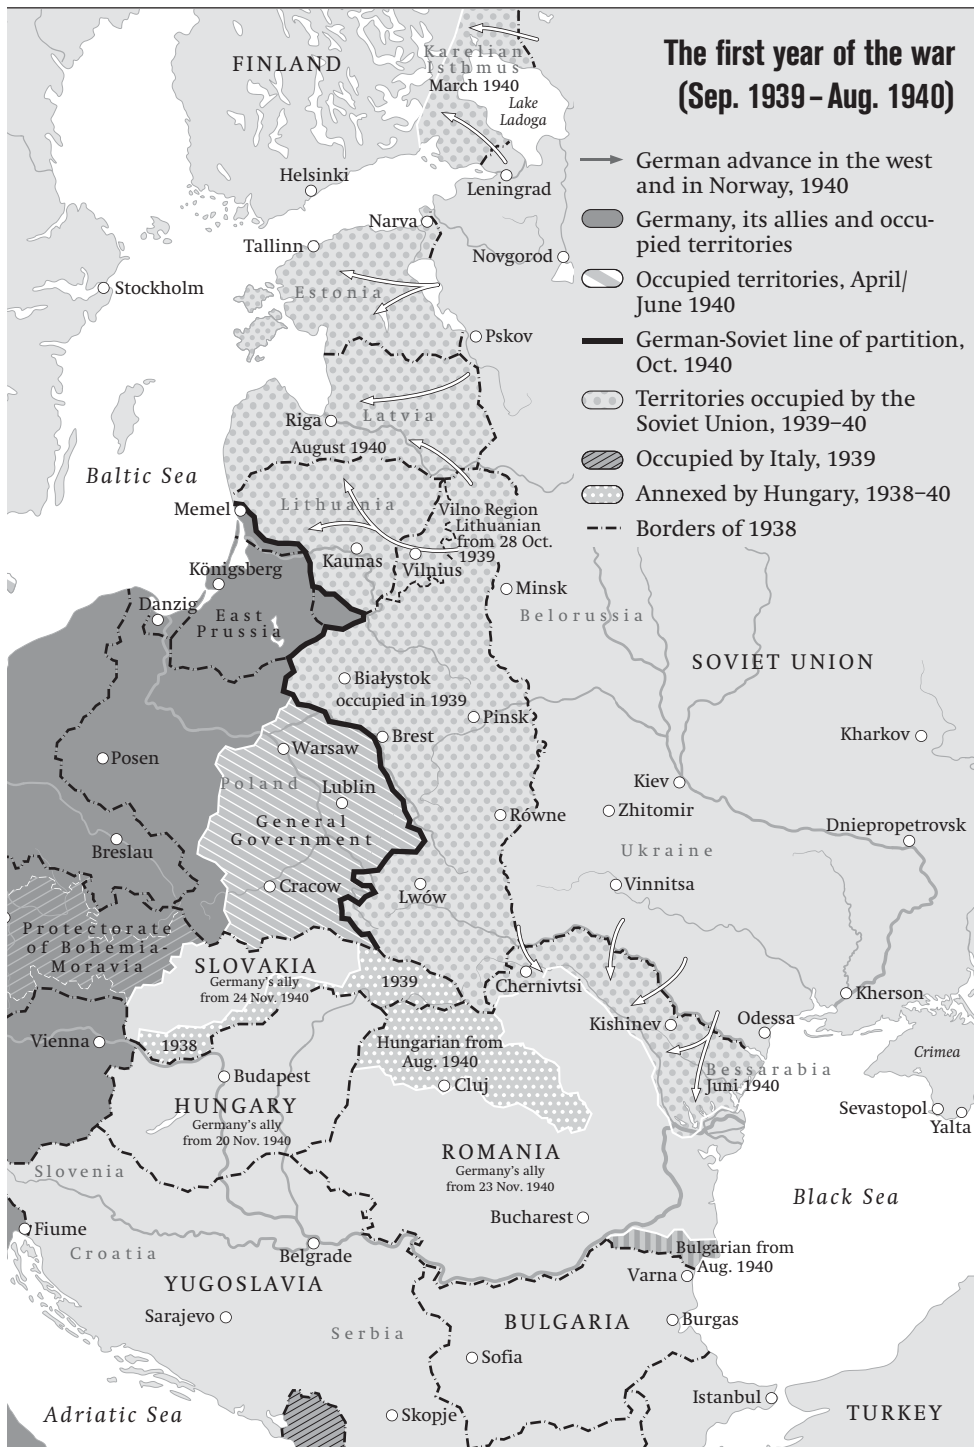 The first year of the war
(Sep. 1939 – Aug. 1940)
German advance in the west
and in Norway, 1940
Germany, its allies and occu-
pied territories
Occupied territories, April/
June 1940
German-Soviet line of partition,
Oct. 1940
Territories occupied by the
Soviet Union, 1939–40
Occupied by Italy, 1939
Annexed by Hungary, 1938–40
Borders of 1938
FINLAND
Karelian
Isthmus
March 1940
Lake
Ladoga
Helsinki
Leningrad
Narva
Tallinn
Novgorod
Stockholm
Estonia
Pskov
Riga
Latvia
August 1940
Baltic Sea
Memel
Lithuania
Vilno Region
Lithuanian
from 28 Oct.
1939
Kaunas
Vilnius
Königsberg
Minsk
Danzig
East
Prussia
Belorussia
SOVIET UNION
Białystok
occupied in 1939
Pinsk
Kharkov
Warsaw
Brest
Posen
Poland
Lublin
Kiev
General
Government
Równe
Zhitomir
Dniepropetrovsk
Breslau
Ukraine
Cracow
Lwów
Vinnitsa
Protectorate
of Bohemia-
Moravia
SLOVAKIA
Germany's ally
from 24 Nov. 1940
1939
Chernivtsi
Kherson
Vienna
1938
Hungarian from
Aug. 1940
Kishinev
Odessa
Crimea
Budapest
Cluj
Bessarabia
Juni 1940
HUNGARY
Germany's ally
from 20 Nov. 1940
Sevastopol
Yalta
ROMANIA
Germany's ally
from 23 Nov. 1940
Slovenia
Black Sea
Fiume
Bucharest
Croatia
Belgrade
Bulgarian from
Aug. 1940
Varna
YUGOSLAVIA
Sarajevo
Serbia
BULGARIA
Burgas
Sofia
Istanbul
Adriatic Sea
Skopje
TURKEY